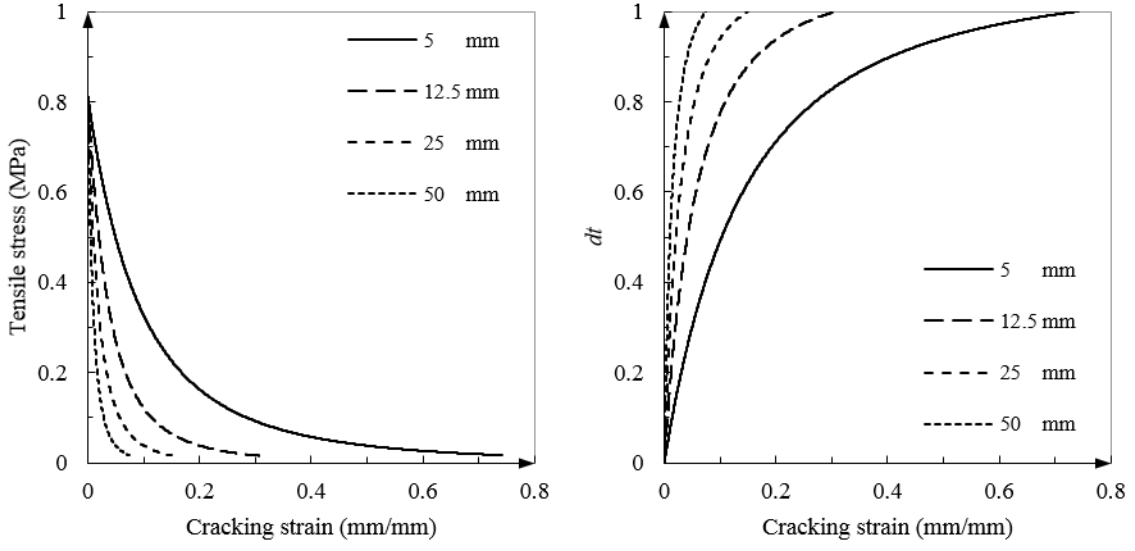 1
0.8
0.6
0.4
0.2
0
Tensile stress (MPa)
5 mm
12.5 mm
25 mm
50 mm
0 0.2 0.4 0.6 0.8
Cracking strain (mm/mm)
1
0.8
0.6
0.4
0.2
0
dt
5 mm
12.5 mm
25 mm
50 mm
0 0.2 0.4 0.6 0.8
Cracking strain (mm/mm)